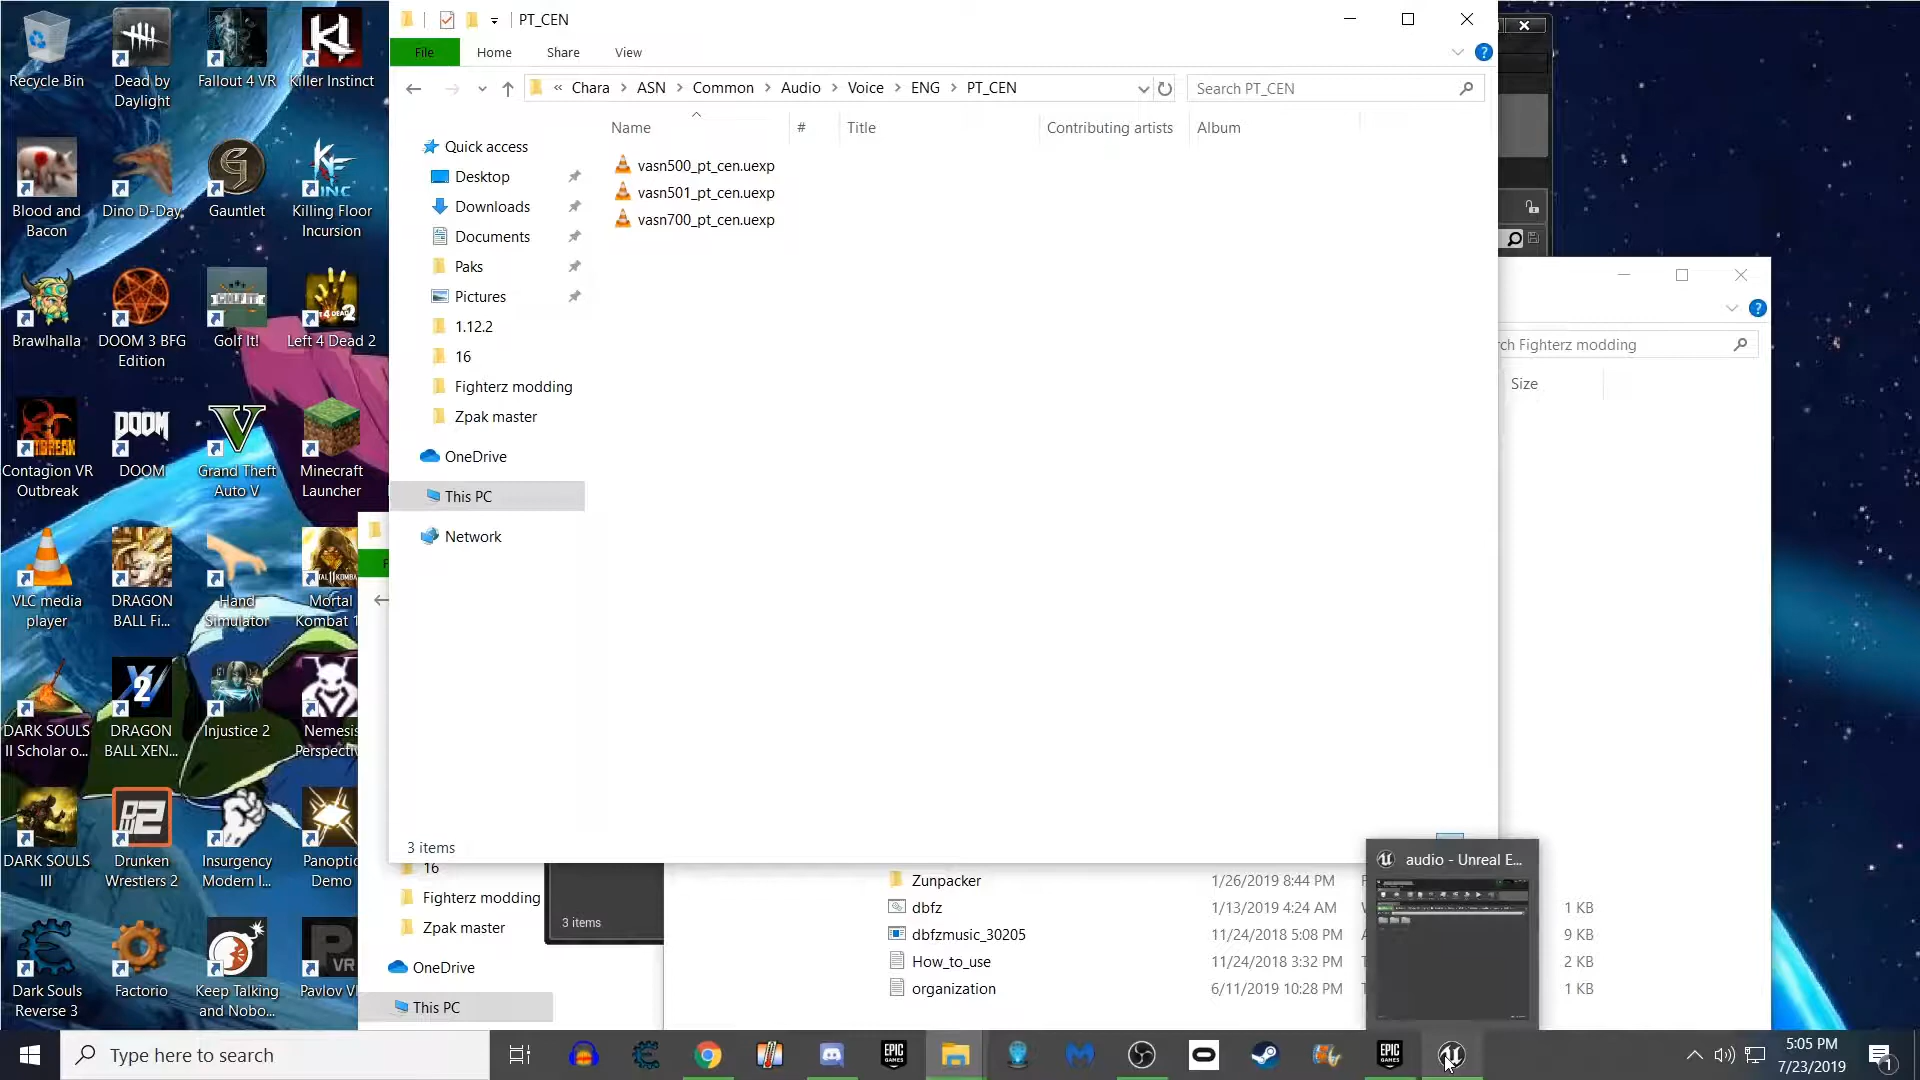 PT_CEN
File
Home
Share
View
« Chara > ASN > Common > Audio > Voice > ENG > PT_CEN
Search PT_CEN
Name
#
Title
Contributing artists
Album
Quick access
Desktop
Downloads
Documents
Paks
Pictures
1.12.2
16
Fighterz modding
Zpak master
OneDrive
This PC
Network
vasn500_pt_cen.uexp
vasn501_pt_cen.uexp
vasn700_pt_cen.uexp
3 items
ch Fighterz modding
Size
Recycle Bin
Dead by
Daylight
Fallout 4 VR
Killer Instinct
Blood and
Bacon
Dino D-Day
Gauntlet
Killing Floor
Incursion
Brawlhalla
DOOM 3 BFG
Edition
Golf It!
Left 4 Dead 2
Contagion VR
Outbreak
DOOM
Grand Theft
Auto V
Minecraft
Launcher
VLC media
player
DRAGON
BALL Fi...
Hand
Simulator
Mortal
Kombat 1
DARK SOULS
II Scholar o...
DRAGON
BALL XEN...
Injustice 2
Nemesis
Perspectiv
DARK SOULS
III
Drunken
Wrestlers 2
Insurgency
Modern I...
Panoptic
Demo
Dark Souls
Reverse 3
Factorio
Keep Talking
and Nobo...
Pavlov V
16
Fighterz modding
Zpak master
OneDrive
This PC
3 items
Zunpacker 1/26/2019 8:44 PM
dbfz 1/13/2019 4:24 AM 1 KB
dbfzmusic_30205 11/24/2018 5:08 PM 9 KB
How_to_use 11/24/2018 3:32 PM 2 KB
organization 6/11/2019 10:28 PM 1 KB
audio - Unreal E...
Type here to search
EPIC
GAMES
EPIC
GAMES
5:05 PM
7/23/2019
1